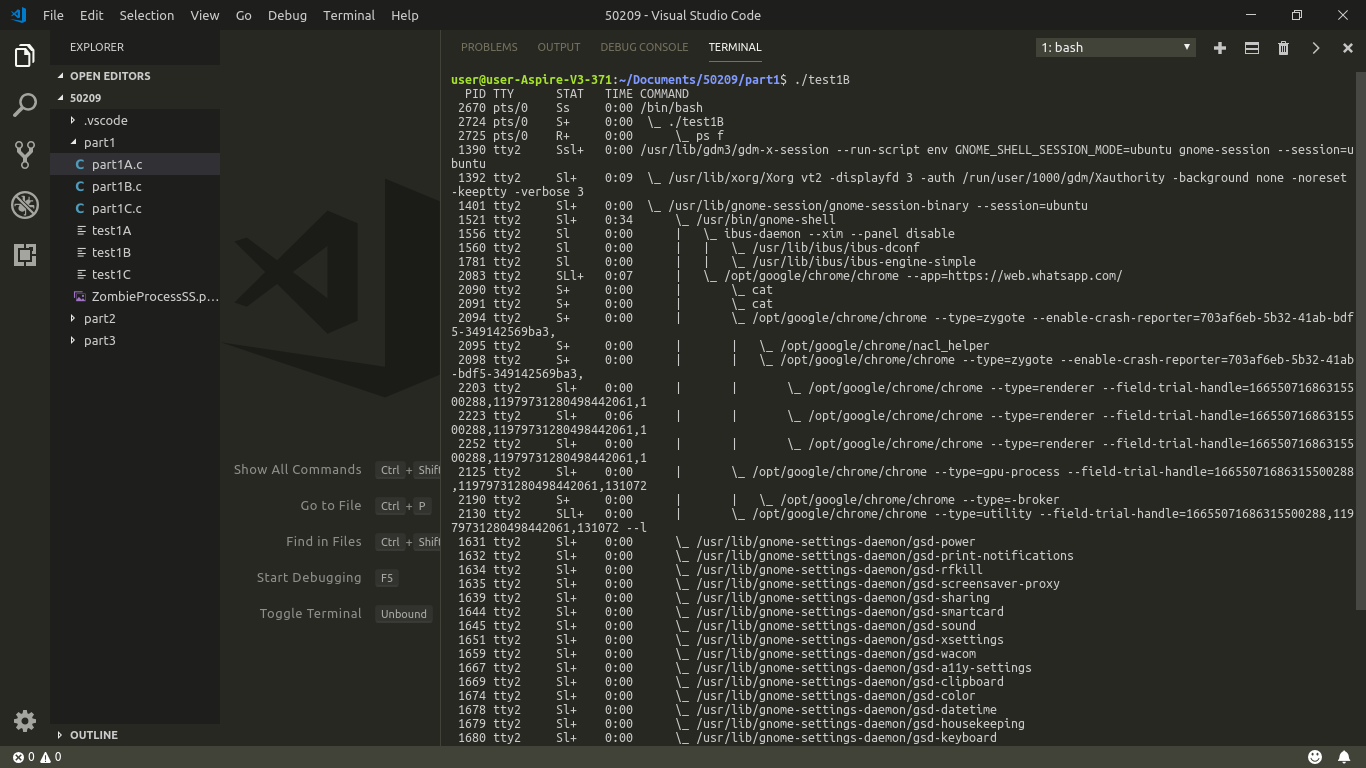 File Edit Selection View Go Debug Terminal Help
50209 - Visual Studio Code
EXPLORER
OPEN EDITORS
50209
.vscode
part1
C part1A.c
C part1B.c
C part1C.c
test1A
test1B
test1C
ZombieProcessSS.p...
part2
part3
OUTLINE
Show All Commands Ctrl + Shift
Go to File Ctrl + P
Find in Files Ctrl + Shift
Start Debugging F5
Toggle Terminal Unbound
PROBLEMS OUTPUT DEBUG CONSOLE TERMINAL
1: bash
user@user-Aspire-V3-371:~/Documents/50209/part1$ ./test1B
  PID TTY      STAT   TIME COMMAND
 2670 pts/0    Ss     0:00 /bin/bash
 2724 pts/0    S+     0:00  \_ ./test1B
 2725 pts/0    R+     0:00      \_ ps f
 1390 tty2     Ssl+   0:00 /usr/lib/gdm3/gdm-x-session --run-script env GNOME_SHELL_SESSION_MODE=ubuntu gnome-session --session=u
buntu
 1392 tty2     Sl+    0:09  \_ /usr/lib/xorg/Xorg vt2 -displayfd 3 -auth /run/user/1000/gdm/Xauthority -background none -noreset
-keeptty -verbose 3
 1401 tty2     Sl+    0:00  \_ /usr/lib/gnome-session/gnome-session-binary --session=ubuntu
 1521 tty2     Sl+    0:34      \_ /usr/bin/gnome-shell
 1556 tty2     Sl     0:00      |   \_ ibus-daemon --xim --panel disable
 1560 tty2     Sl     0:00      |   |   \_ /usr/lib/ibus/ibus-dconf
 1781 tty2     Sl     0:00      |   |   \_ /usr/lib/ibus/ibus-engine-simple
 2083 tty2     SLl+   0:07      |   \_ /opt/google/chrome/chrome --app=https://web.whatsapp.com/
 2090 tty2     S+     0:00      |       \_ cat
 2091 tty2     S+     0:00      |       \_ cat
 2094 tty2     S+     0:00      |       \_ /opt/google/chrome/chrome --type=zygote --enable-crash-reporter=703af6eb-5b32-41ab-bdf
5-349142569ba3,
 2095 tty2     S+     0:00      |       |   \_ /opt/google/chrome/nacl_helper
 2098 tty2     S+     0:00      |       |   \_ /opt/google/chrome/chrome --type=zygote --enable-crash-reporter=703af6eb-5b32-41ab
-bdf5-349142569ba3,
 2203 tty2     Sl+    0:00      |       |       \_ /opt/google/chrome/chrome --type=renderer --field-trial-handle=166550716863155
00288,11979731280498442061,1
 2223 tty2     Sl+    0:06      |       |       \_ /opt/google/chrome/chrome --type=renderer --field-trial-handle=166550716863155
00288,11979731280498442061,1
 2252 tty2     Sl+    0:00      |       |       \_ /opt/google/chrome/chrome --type=renderer --field-trial-handle=166550716863155
00288,11979731280498442061,1
 2125 tty2     Sl+    0:00      |       \_ /opt/google/chrome/chrome --type=gpu-process --field-trial-handle=16655071686315500288
,11979731280498442061,131072
 2190 tty2     S+     0:00      |       |   \_ /opt/google/chrome/chrome --type=-broker
 2130 tty2     SLl+   0:00      |       \_ /opt/google/chrome/chrome --type=utility --field-trial-handle=16655071686315500288,119
79731280498442061,131072 --l
 1631 tty2     Sl+    0:00      \_ /usr/lib/gnome-settings-daemon/gsd-power
 1632 tty2     Sl+    0:00      \_ /usr/lib/gnome-settings-daemon/gsd-print-notifications
 1634 tty2     Sl+    0:00      \_ /usr/lib/gnome-settings-daemon/gsd-rfkill
 1635 tty2     Sl+    0:00      \_ /usr/lib/gnome-settings-daemon/gsd-screensaver-proxy
 1639 tty2     Sl+    0:00      \_ /usr/lib/gnome-settings-daemon/gsd-sharing
 1644 tty2     Sl+    0:00      \_ /usr/lib/gnome-settings-daemon/gsd-smartcard
 1645 tty2     Sl+    0:00      \_ /usr/lib/gnome-settings-daemon/gsd-sound
 1651 tty2     Sl+    0:00      \_ /usr/lib/gnome-settings-daemon/gsd-xsettings
 1659 tty2     Sl+    0:00      \_ /usr/lib/gnome-settings-daemon/gsd-wacom
 1667 tty2     Sl+    0:00      \_ /usr/lib/gnome-settings-daemon/gsd-a11y-settings
 1669 tty2     Sl+    0:00      \_ /usr/lib/gnome-settings-daemon/gsd-clipboard
 1674 tty2     Sl+    0:00      \_ /usr/lib/gnome-settings-daemon/gsd-color
 1678 tty2     Sl+    0:00      \_ /usr/lib/gnome-settings-daemon/gsd-datetime
 1679 tty2     Sl+    0:00      \_ /usr/lib/gnome-settings-daemon/gsd-housekeeping
 1680 tty2     Sl+    0:00      \_ /usr/lib/gnome-settings-daemon/gsd-keyboard
0 0